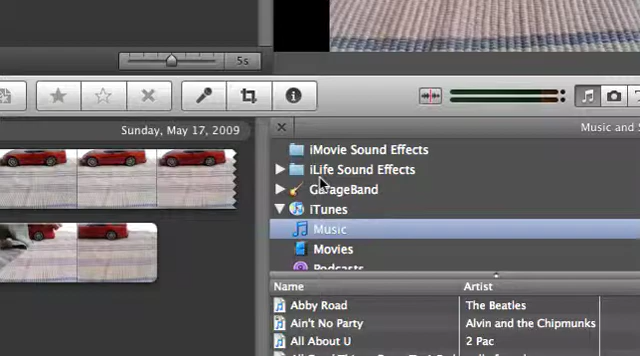 5s
Sunday, May 17, 2009
Music and S
iMovie Sound Effects
iLife Sound Effects
GarageBand
iTunes
Music
Movies
Podcasts
Name Artist
Abby Road The Beatles
Ain't No Party Alvin and the Chipmunks
All About U 2 Pac